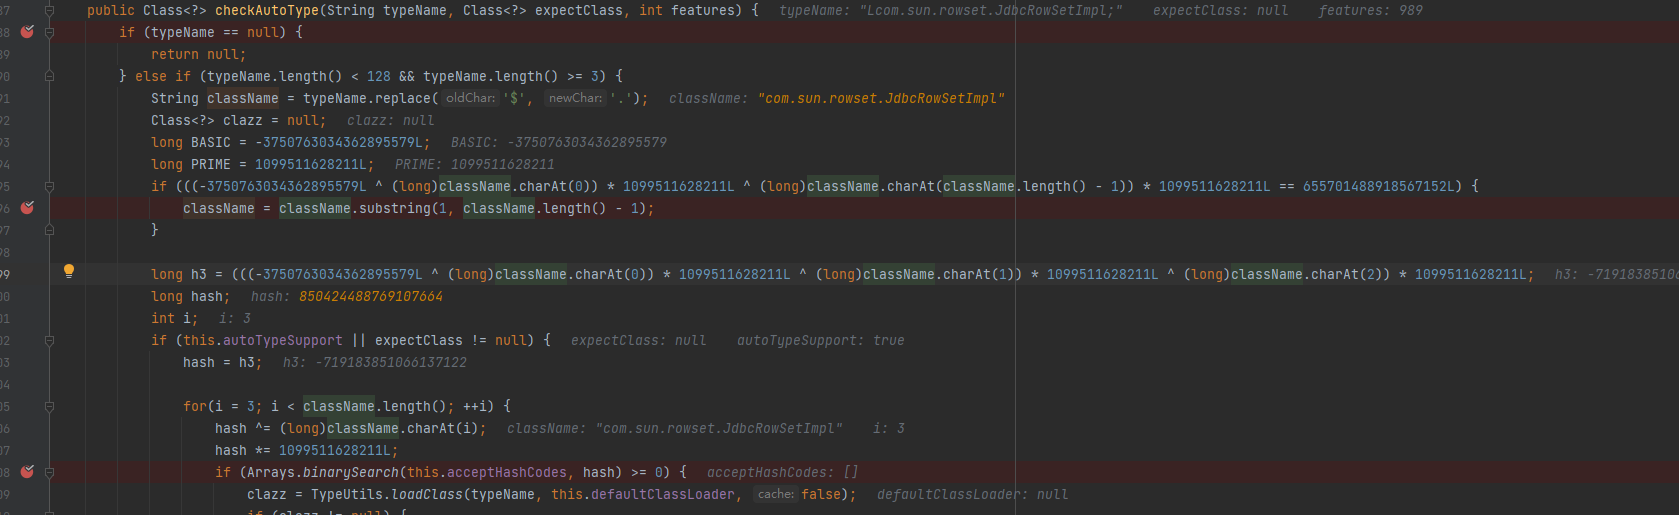 87 public Class<?> checkAutoType(String typeName, Class<?> expectClass, int features) { typeName: "Lcom.sun.rowset.JdbcRowSetImpl;" expectClass: null features: 989
88 if (typeName == null) {
89 return null;
90 } else if (typeName.length() < 128 && typeName.length() >= 3) {
91 String className = typeName.replace( oldChar: '$', newChar: '.'); className: "com.sun.rowset.JdbcRowSetImpl"
92 Class<?> clazz = null; clazz: null
93 long BASIC = -3750763034362895579L; BASIC: -3750763034362895579
94 long PRIME = 1099511628211L; PRIME: 1099511628211
95 if (((-3750763034362895579L ^ (long)className.charAt(0)) * 1099511628211L ^ (long)className.charAt(className.length() - 1)) * 1099511628211L == 655701488918567152L) {
96 className = className.substring(1, className.length() - 1);
97 }
98
99 long h3 = (((-3750763034362895579L ^ (long)className.charAt(0)) * 1099511628211L ^ (long)className.charAt(1)) * 1099511628211L ^ (long)className.charAt(2)) * 1099511628211L; h3: -7191838510
00 long hash; hash: 850424488769107664
01 int i; i: 3
02 if (this.autoTypeSupport || expectClass != null) { expectClass: null autoTypeSupport: true
03 hash = h3; h3: -719183851066137122
04
05 for(i = 3; i < className.length(); ++i) {
06 hash ^= (long)className.charAt(i); className: "com.sun.rowset.JdbcRowSetImpl" i: 3
07 hash *= 1099511628211L;
08 if (Arrays.binarySearch(this.acceptHashCodes, hash) >= 0) { acceptHashCodes: []
09 clazz = TypeUtils.loadClass(typeName, this.defaultClassLoader, cache: false); defaultClassLoader: null
if (clazz != null) {